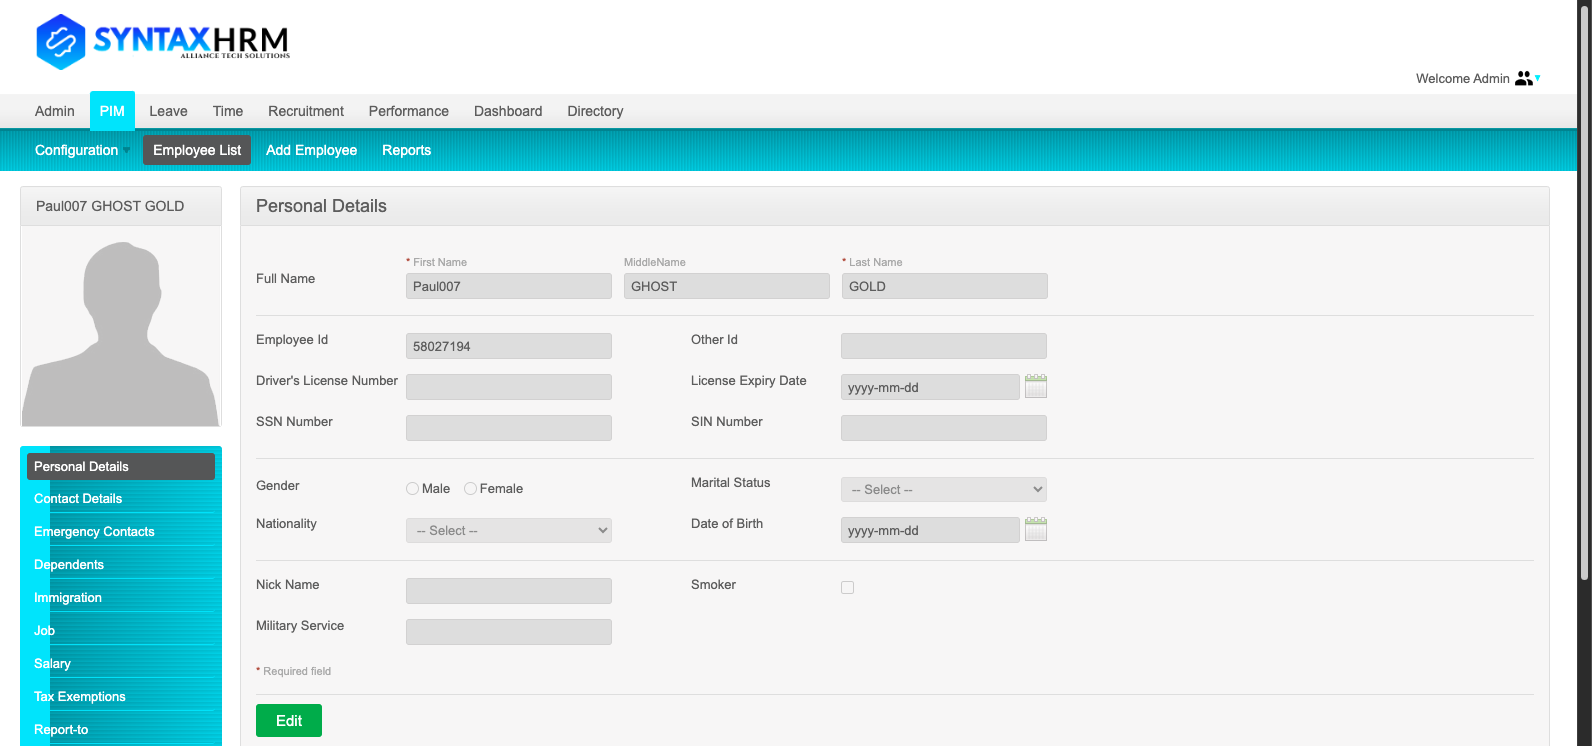 SYNTAXHRM
ALLIANCE TECH SOLUTIONS
Welcome Admin
Admin PIM Leave Time Recruitment Performance Dashboard Directory
Configuration Employee List Add Employee Reports
Paul007 GHOST GOLD
Personal Details
Contact Details
Emergency Contacts
Dependents
Immigration
Job
Salary
Tax Exemptions
Report-to
Personal Details
* First Name MiddleName * Last Name
Full Name Paul007 GHOST GOLD
Employee Id 58027194 Other Id
Driver's License Number License Expiry Date yyyy-mm-dd
SSN Number SIN Number
Gender Male Female Marital Status -- Select --
Nationality -- Select -- Date of Birth yyyy-mm-dd
Nick Name Smoker
Military Service
* Required field
Edit